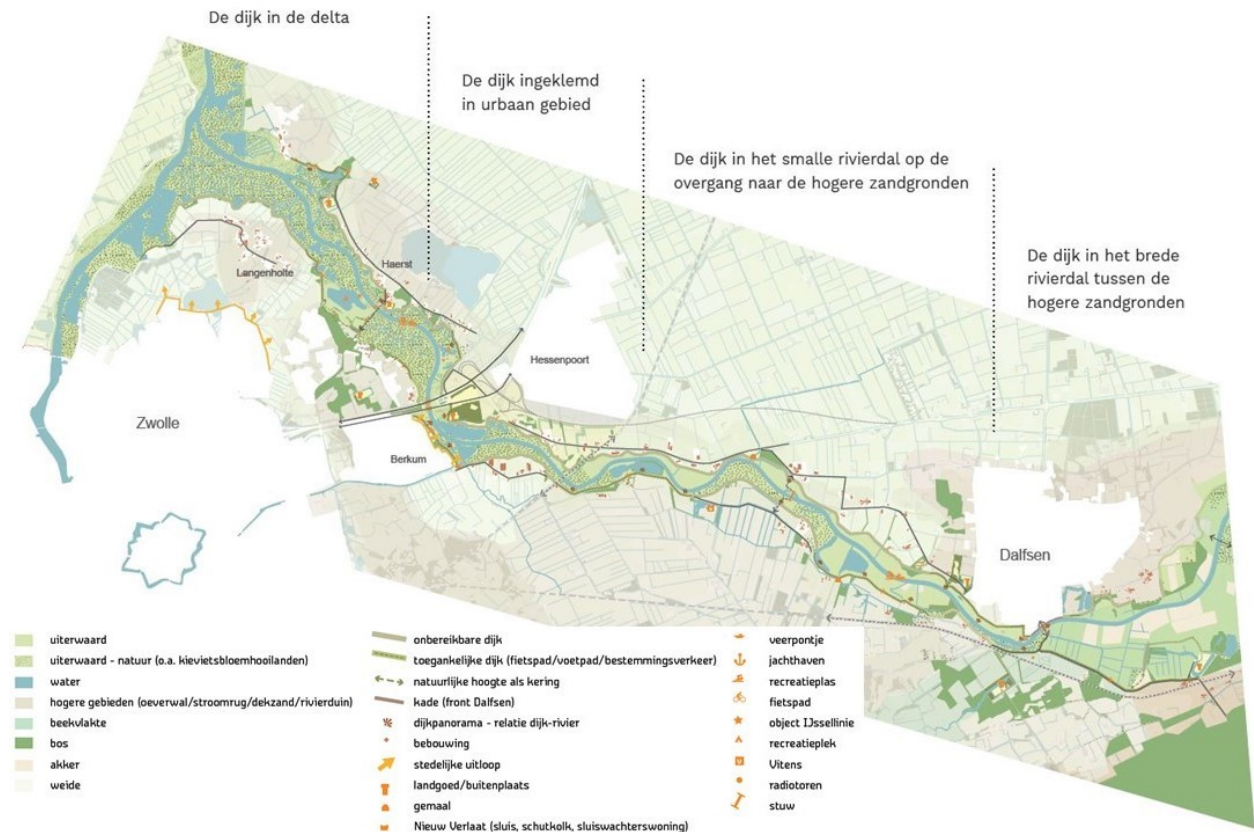 De dijk in de delta
De dijk ingeklemd
in urbaan gebied
De dijk in het smalle rivierdal op de
overgang naar de hogere zandgronden
De dijk in het brede
rivierdal tussen de
hogere zandgronden
Langenholte
Haerst
Hessenpoort
Zwolle
Berkum
Dalfsen
uiterwaard
uiterwaard - natuur (o.a. kievietsbloemhooilanden)
water
hogere gebieden (oeverwal/stroomrug/dekzand/rivierduin)
beekvlakte
bos
akker
weide
onbereikbare dijk
toegankelijke dijk (fietspad/voetpad/bestemmingsverkeer)
natuurlijke hoogte als kering
kade (front Dalfsen)
dijkpanorama - relatie dijk-rivier
bebouwing
stedelijke uitloop
landgoed/buitenplaats
gemaal
Nieuw Verlaat (sluis, schutkolk, sluiswachterswoning)
veerpontje
jachthaven
recreatieplas
fietspad
object IJssellinie
recreatieplek
Vitens
radiotoren
stuw